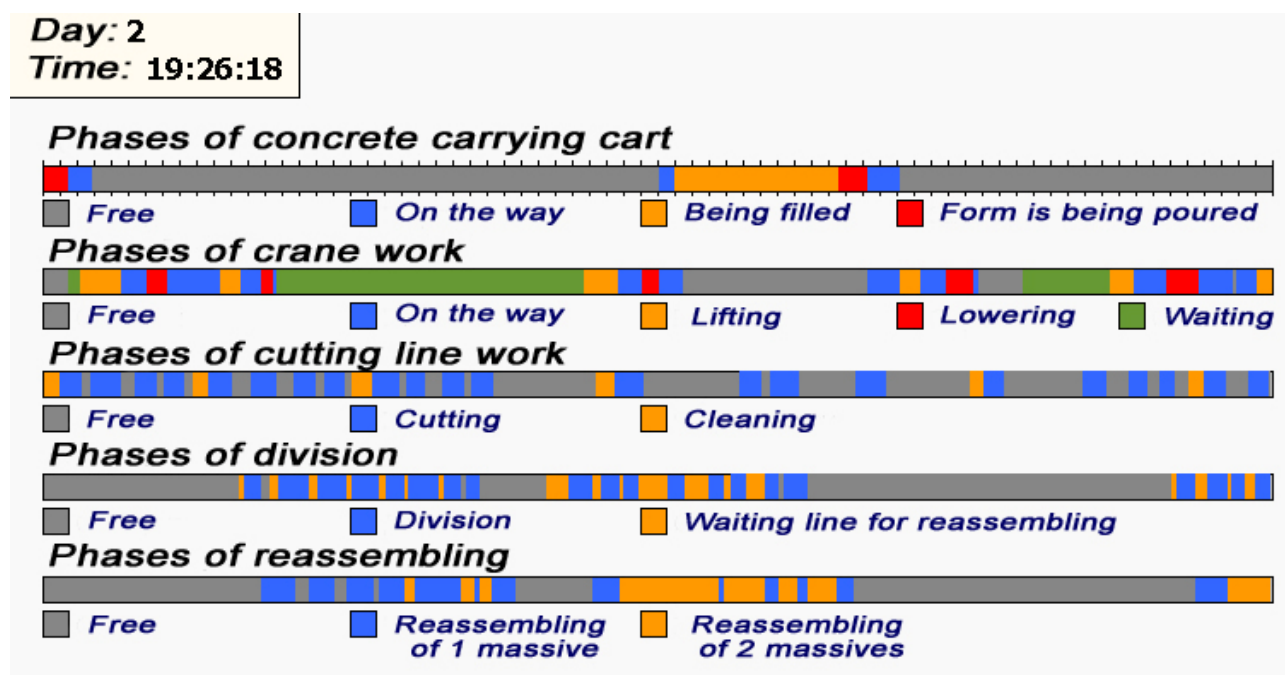 Day: 2
Time: 19:26:18
Phases of concrete carrying cart
Free On the way Being filled Form is being poured
Phases of crane work
Free On the way Lifting Lowering Waiting
Phases of cutting line work
Free Cutting Cleaning
Phases of division
Free Division Waiting line for reassembling
Phases of reassembling
Free Reassembling Reassembling
of 1 massive of 2 massives